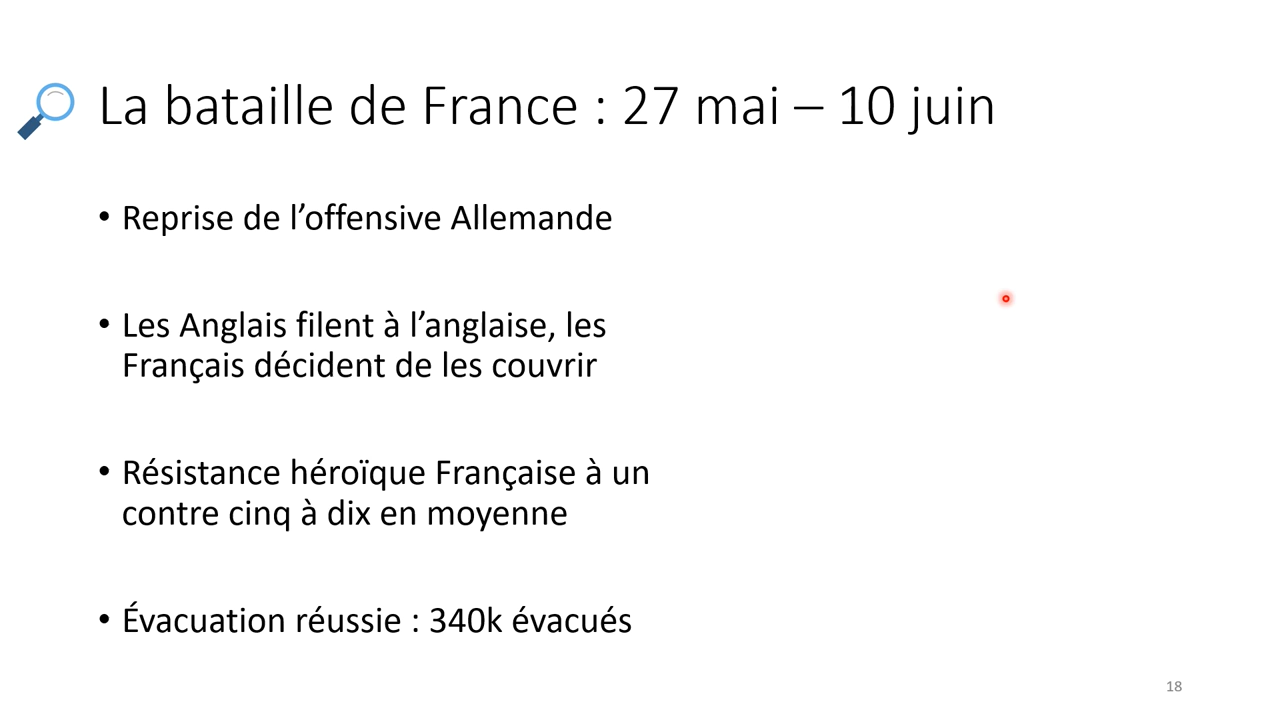 La bataille de France : 27 mai – 10 juin
• Reprise de l’offensive Allemande
• Les Anglais filent à l’anglaise, les
Français décident de les couvrir
• Résistance héroïque Française à un
contre cinq à dix en moyenne
• Évacuation réussie : 340k évacués
18